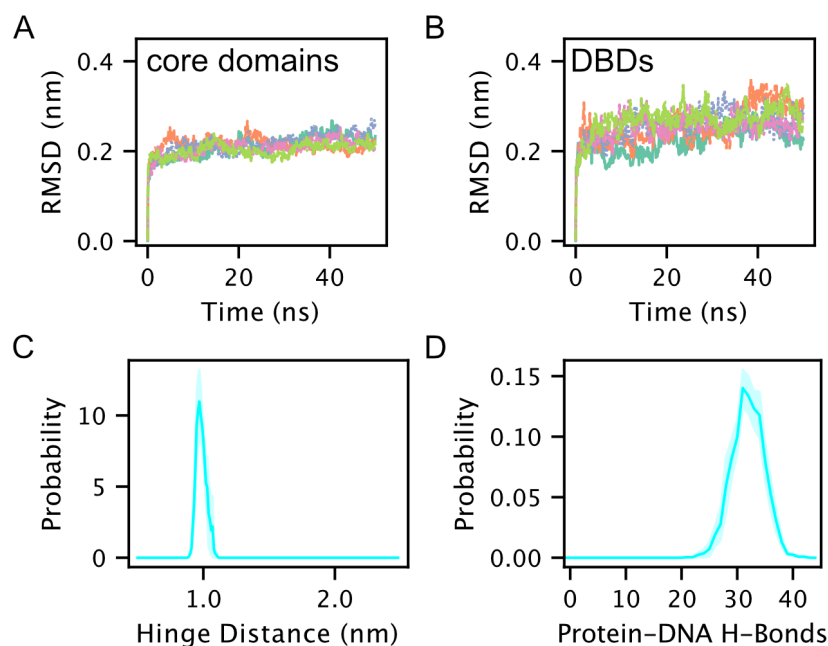 A
core domains
RMSD (nm)
0.4
0.2
0.0
0
20
40
Time (ns)
B
DBDs
RMSD (nm)
0.4
0.2
0.0
0
20
40
Time (ns)
C
Probability
10
5
0
1.0
2.0
Hinge Distance (nm)
D
Probability
0.15
0.10
0.05
0.00
0
10
20
30
40
Protein–DNA H–Bonds